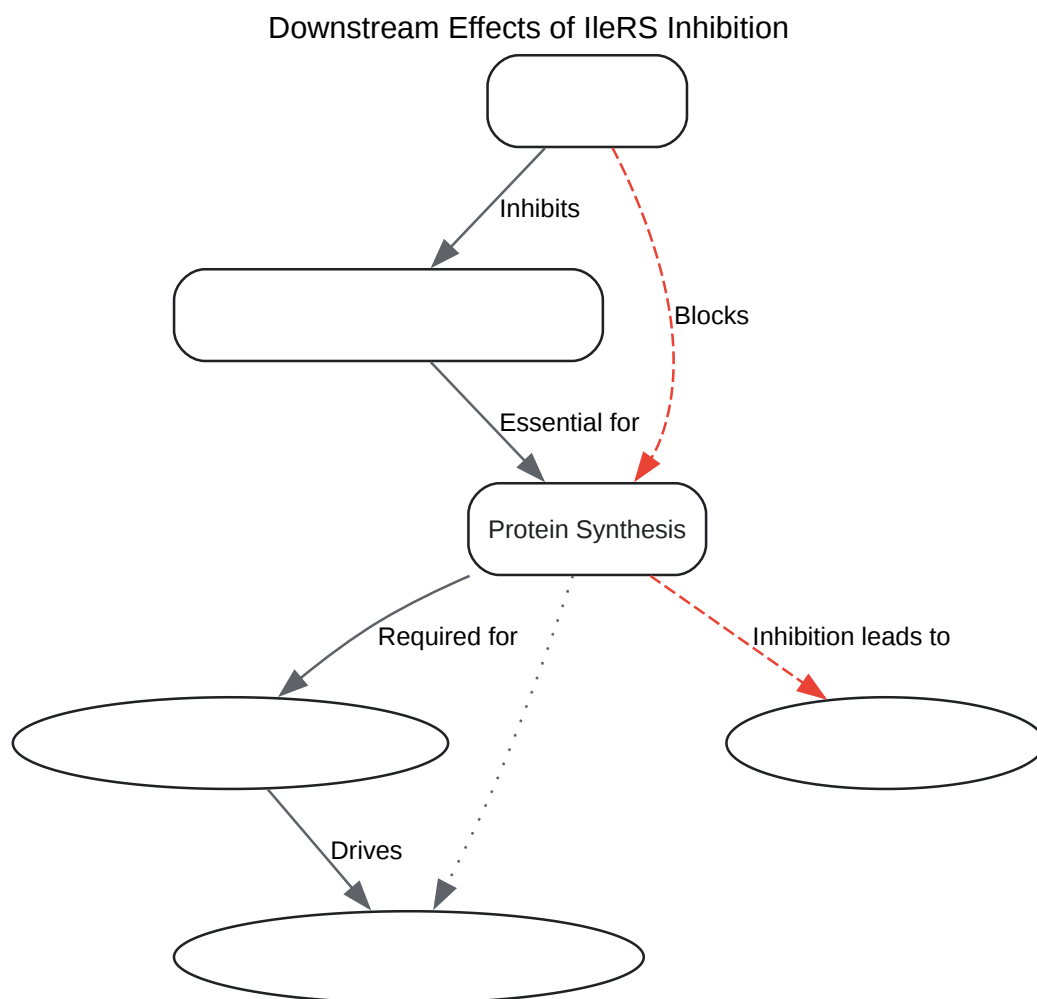 Downstream Effects of IleRS Inhibition
Inhibits
Blocks
Essential for
Protein Synthesis
Required for
Inhibition leads to
Drives